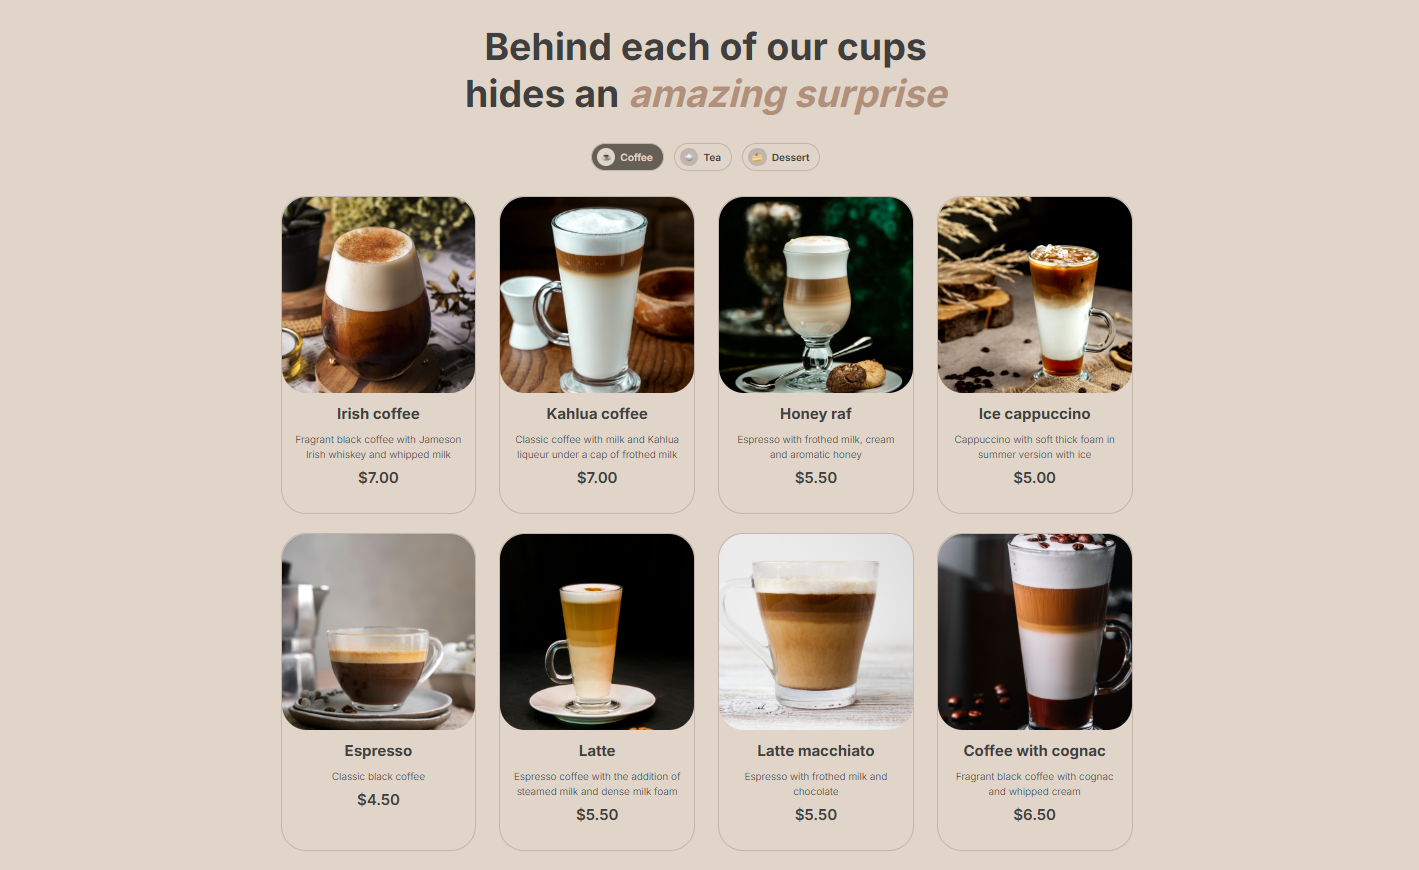 Behind each of our cups
hides an amazing surprise
Coffee
Tea
Dessert
Irish coffee
Fragrant black coffee with Jameson
Irish whiskey and whipped milk
$7.00
Kahlua coffee
Classic coffee with milk and Kahlua
liqueur under a cap of frothed milk
$7.00
Honey raf
Espresso with frothed milk, cream
and aromatic honey
$5.50
Ice cappuccino
Cappuccino with soft thick foam in
summer version with ice
$5.00
Espresso
Classic black coffee
$4.50
Latte
Espresso coffee with the addition of
steamed milk and dense milk foam
$5.50
Latte macchiato
Espresso with frothed milk and
chocolate
$5.50
Coffee with cognac
Fragrant black coffee with cognac
and whipped cream
$6.50